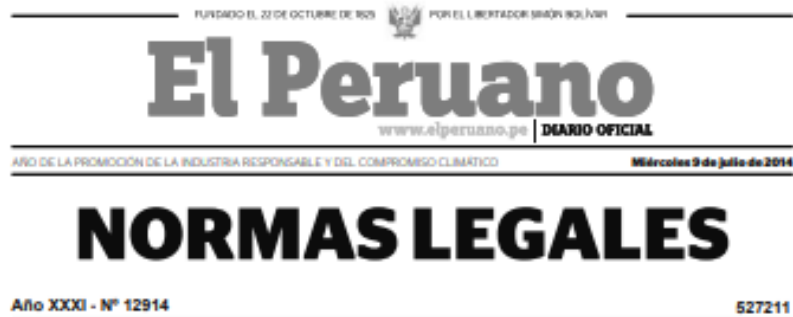 FUNDADO EL 22 DE OCTUBRE DE 1825 POR EL LIBERTADOR SIMÓN BOLÍVAR
El Peruano
www.elperuano.pe | DIARIO OFICIAL
AÑO DE LA PROMOCIÓN DE LA INDUSTRIA RESPONSABLE Y DEL COMPROMISO CLIMÁTICO Miércoles 9 de julio de 2014
NORMAS LEGALES
Año XXXI - Nº 12914 527211